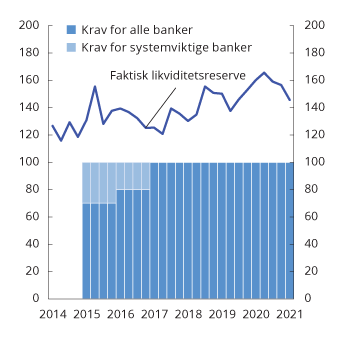 Krav for alle banker
Krav for systemviktige banker
Faktisk likviditetsreserve
200 200
180 180
160 160
140 140
120 120
100 100
80 80
60 60
40 40
20 20
0 0
2014 2015 2016 2017 2018 2019 2020 2021